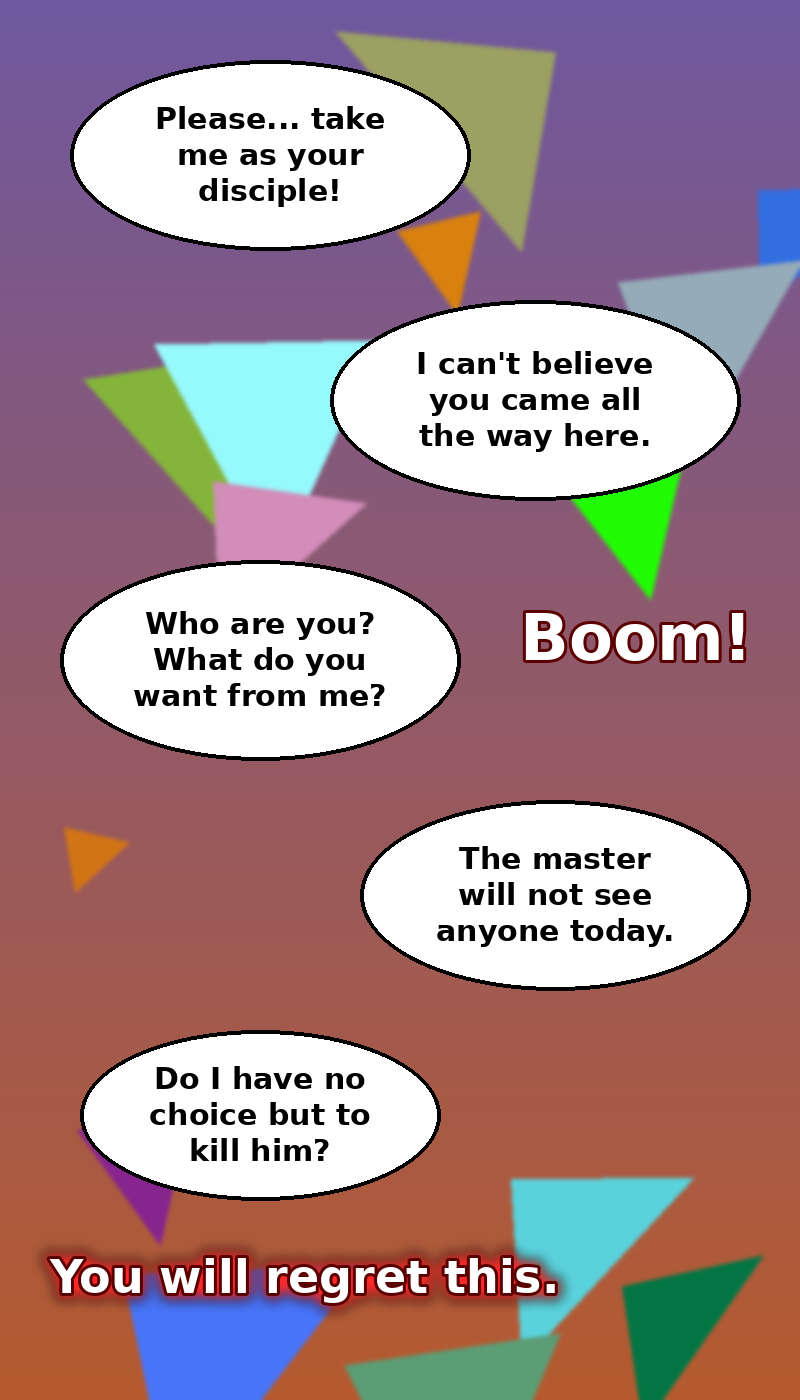 Please... take
me as your
disciple!
I can't believe
you came all
the way here.
Who are you?
What do you
want from me?
Boom!
The master
will not see
anyone today.
Do I have no
choice but to
kill him?
You will regret this.